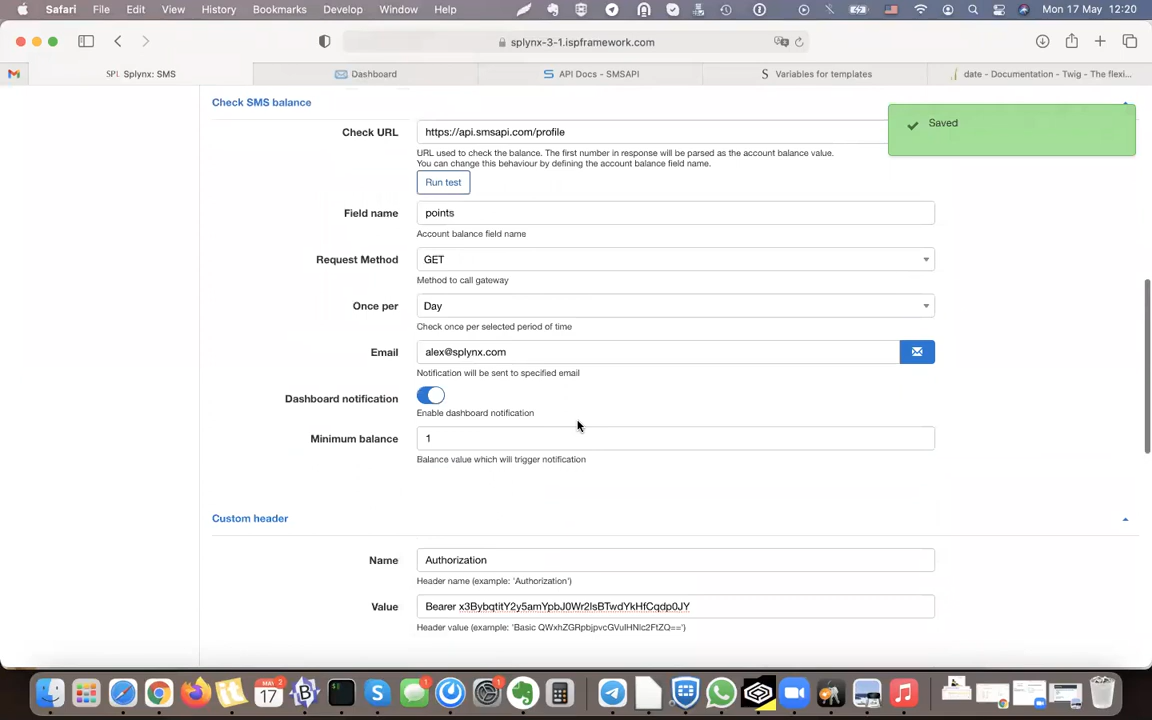 Safari File Edit View History Bookmarks Develop Window Help Mon 17 May 12:20
splynx-3-1.ispframework.com
SPL Splynx: SMS
Dashboard
API Docs - SMSAPI
Variables for templates
date - Documentation - Twig - The flexi...
Check SMS balance
Saved
Check URL https://api.smsapi.com/profile
URL used to check the balance. The first number in response will be parsed as the account balance value.
You can change this behaviour by defining the account balance field name.
Run test
Field name points
Account balance field name
Request Method GET
Method to call gateway
Once per Day
Check once per selected period of time
Email alex@splynx.com
Notification will be sent to specified email
Dashboard notification
Enable dashboard notification
Minimum balance 1
Balance value which will trigger notification
Custom header
Name Authorization
Header name (example: 'Authorization')
Value Bearer
Header value (example: 'Basic
MAY 2
17
1
1